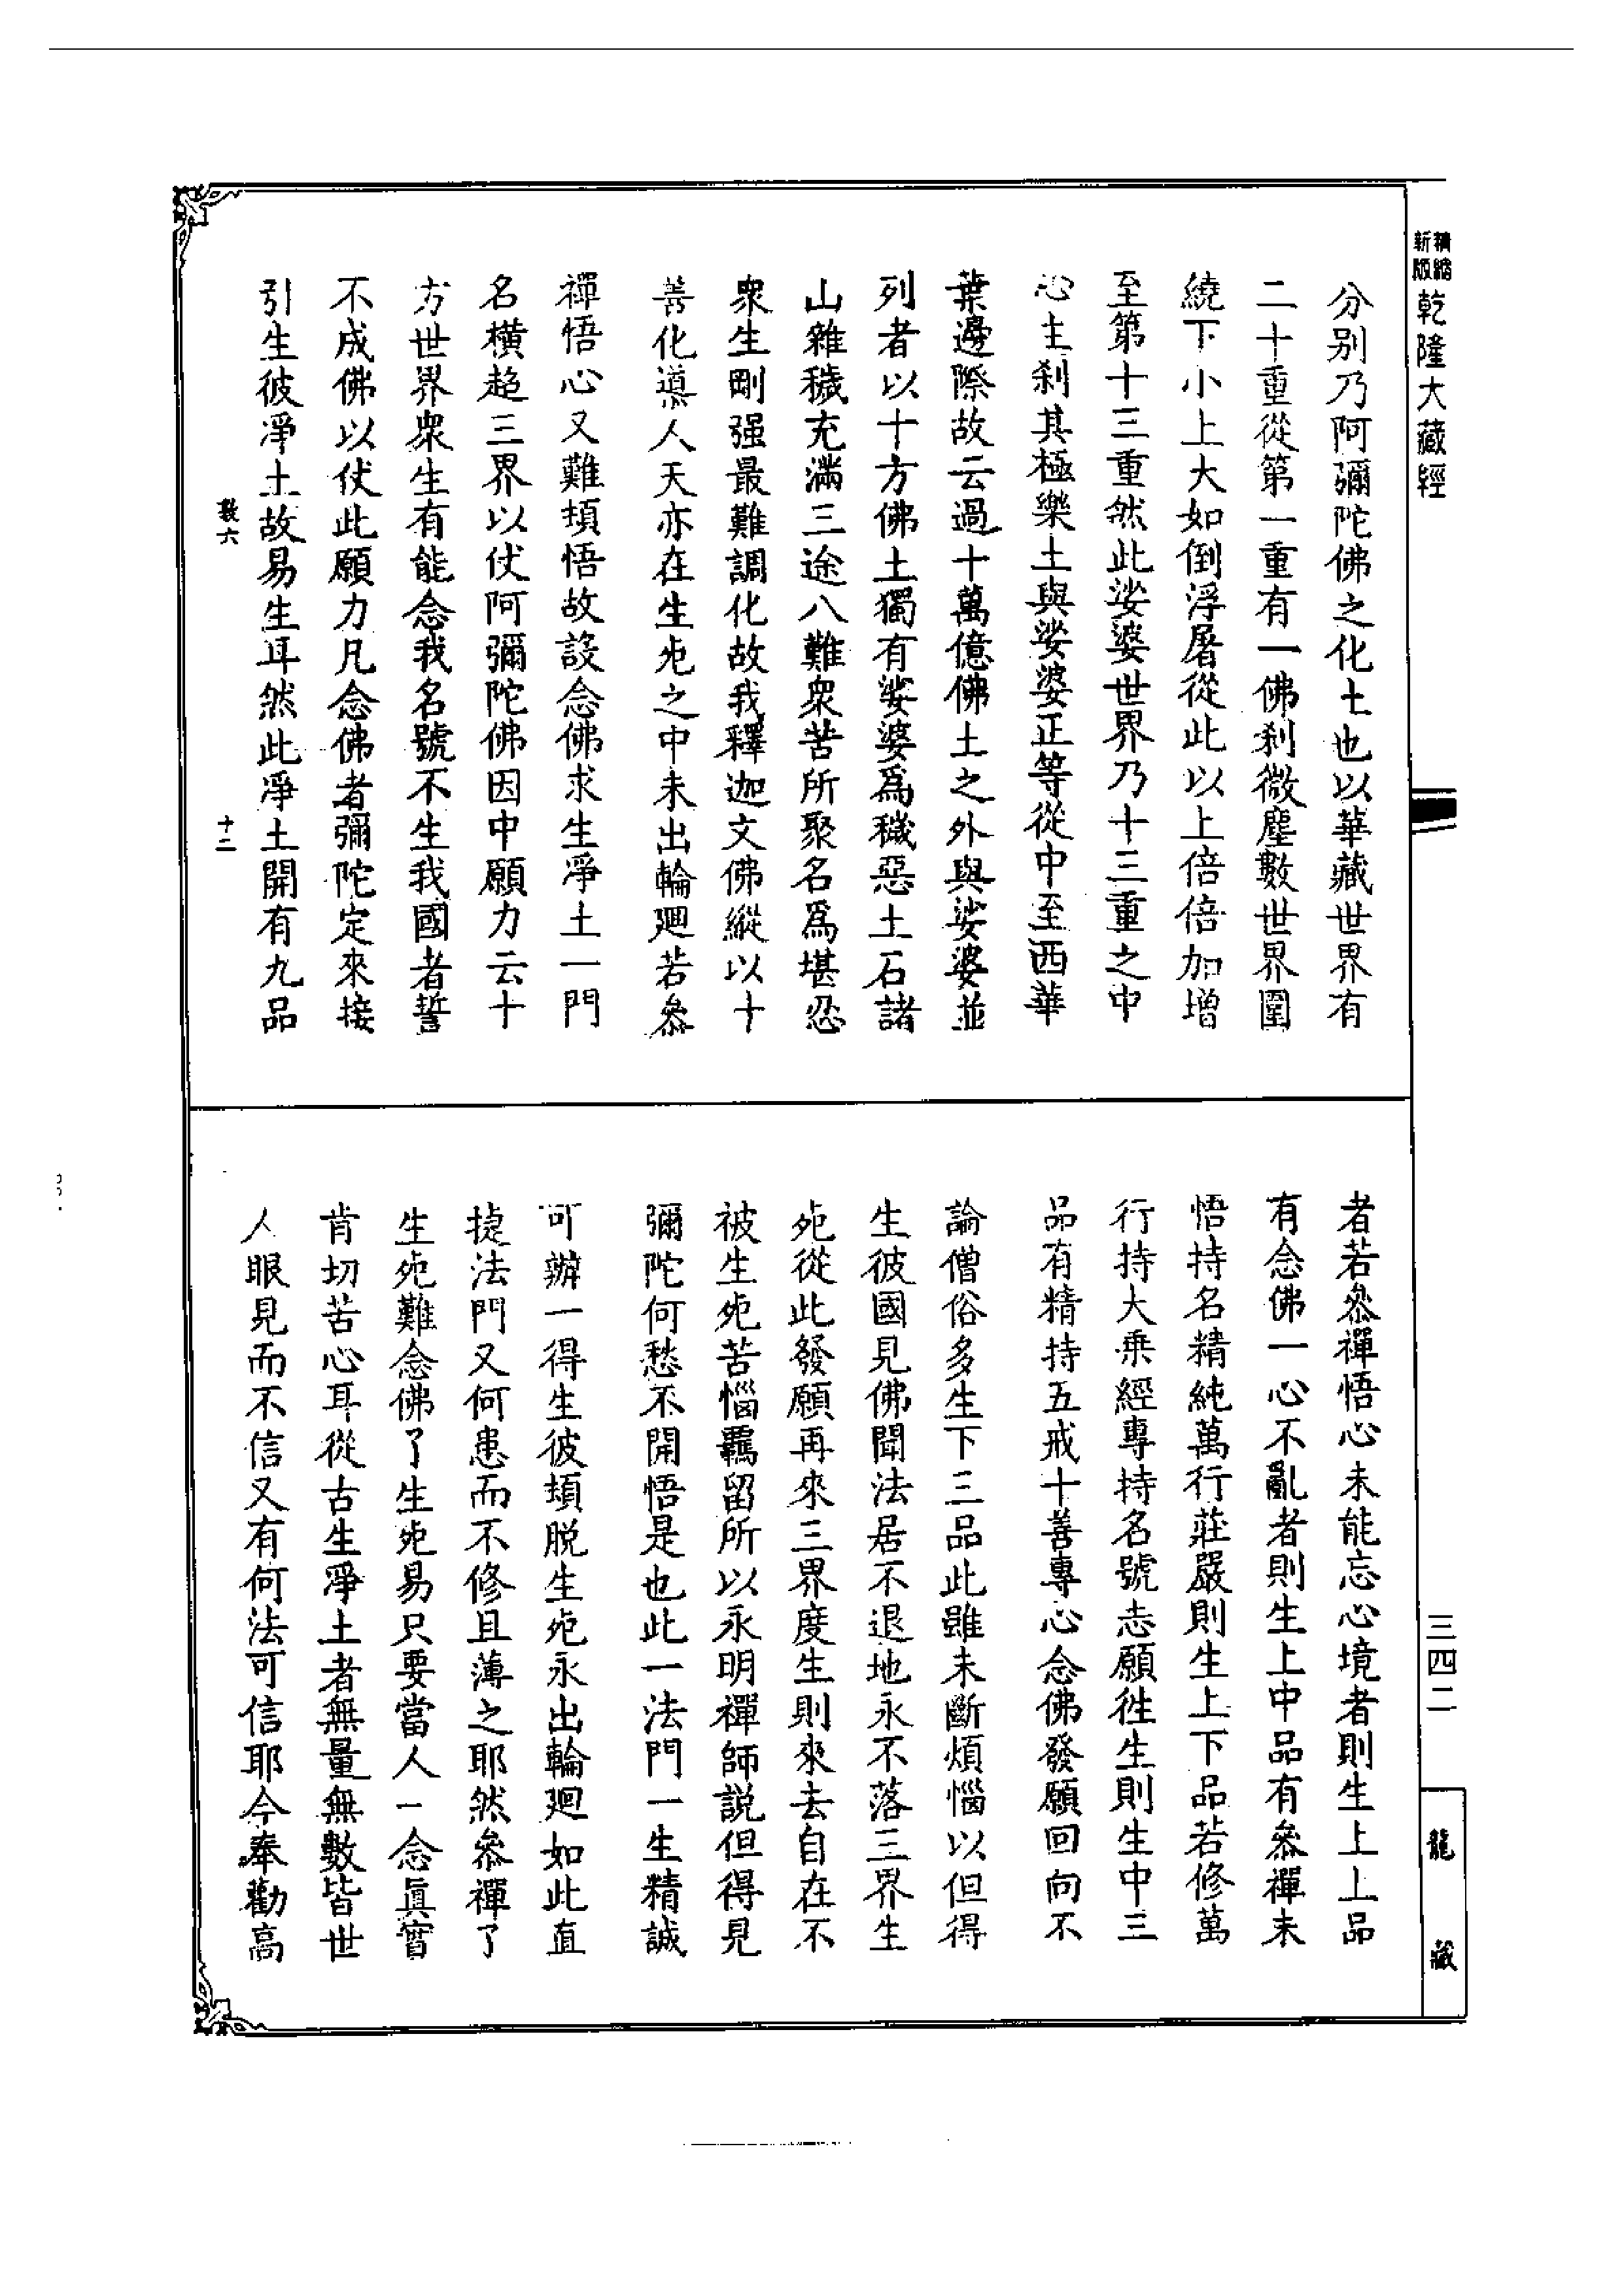 精縮新版乾隆大藏經
分別乃阿彌陀佛之化土也以華藏世界有
二十重從第一重有一佛刹微塵數世界圍
繞下小上大如倒浮屠從此以上倍倍加增
至第十三重然此娑婆世界乃十三重之中
心主刹其極樂土與娑婆正等從中至西華
葉邊際故云過十萬億佛土之外與娑婆並
列者以十方佛土獨有娑婆爲穢惡土石諸
山雜穢充滿三途八難衆苦所聚名爲堪忍
衆生剛强最難調化故我釋迦文佛縱以十
善化導人天亦在生死之中未出輪廻若參
禪悟心又難頓悟故設念佛求生淨土一門
名橫超三界以仗阿彌陀佛因中願力云十
方世界衆生有能念我名號不生我國者誓
不成佛以仗此願力凡念佛者彌陀定來接
引生彼淨土故易生耳然此淨土開有九品
數六
十二
者若參禪悟心未能忘心境者則生上上品
有念佛一心不亂者則生上中品有參禪未
悟持名精純萬行莊嚴則生上下品若修萬
行持大乘經專持名號志願徃生則生中三
品有精持五戒十善專心念佛發願回向不
論僧俗多生下三品此雖未斷煩惱以但得
生彼國見佛聞法居不退地永不落三界生
死從此發願再來三界度生則來去自在不
被生死苦惱羈留所以永明禪師説但得見
彌陀何愁不開悟是也此一法門一生精誠
可辦一得生彼頓脱生死永出輪廻如此直
捷法門又何患而不修且薄之耶然參禪了
生死難念佛了生死易只要當人一念眞實
肯切苦心耳從古生淨土者無量無數皆世
人眼見而不信又有何法可信耶今奉勸高
三四二
龍藏